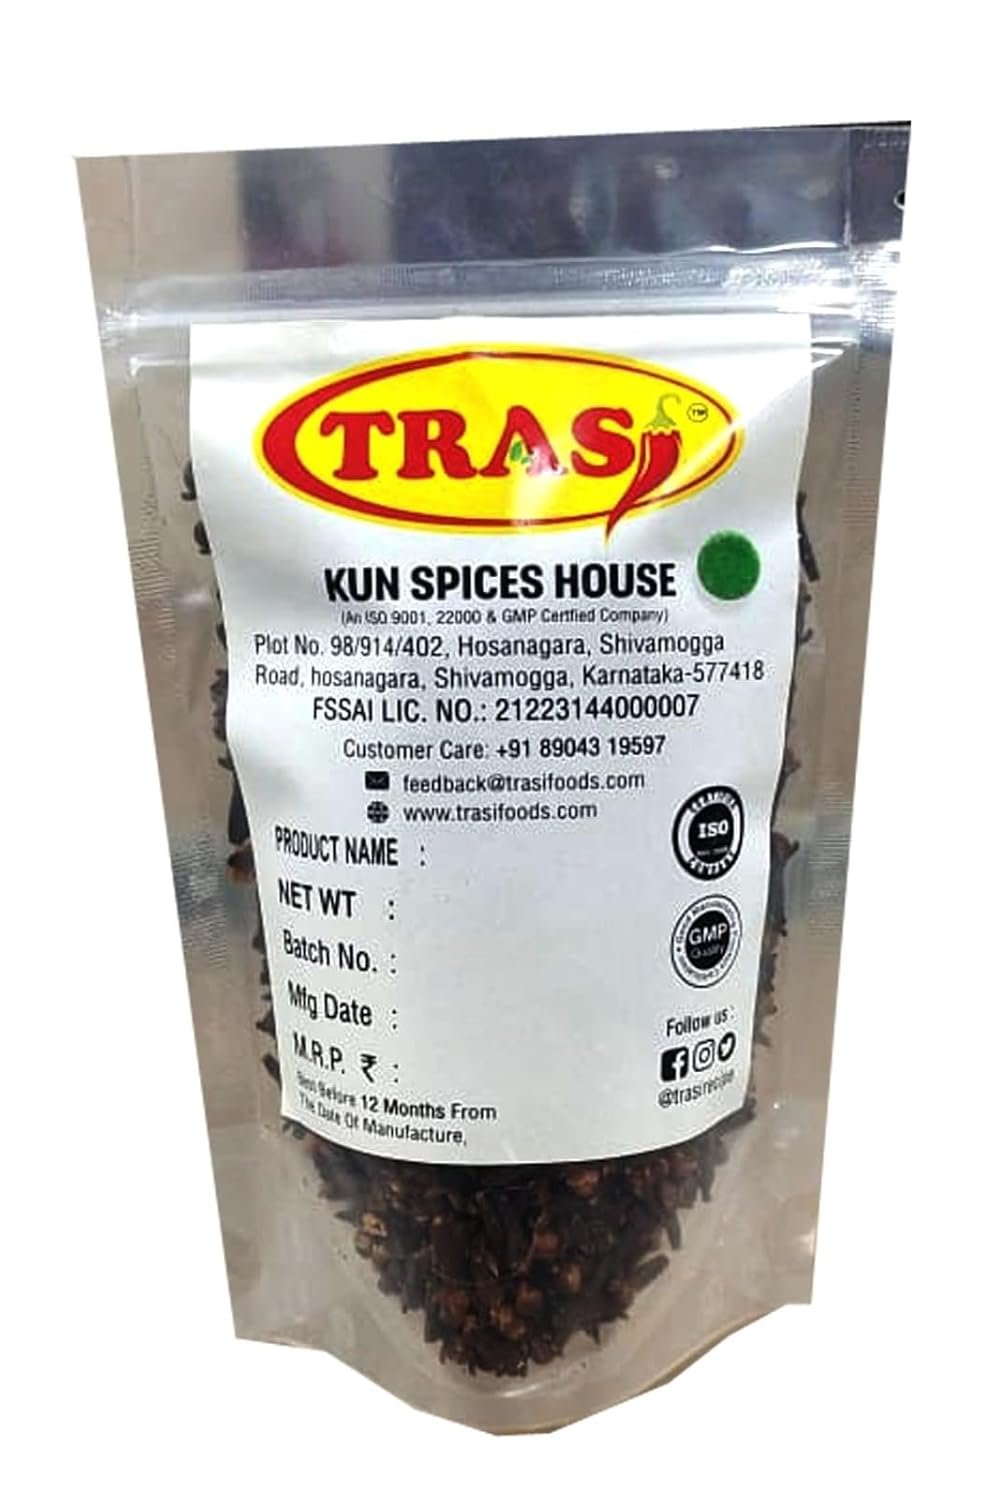 TRASi
TM
KUN SPICES HOUSE
(An ISO 9001, 22000 & GMP Certified Company)
Plot No. 98/914/402, Hosanagara, Shivamogga
Road, hosanagara, Shivamogga, Karnataka-577418
FSSAI LIC. NO.: 21223144000007
Customer Care: +91 89043 19597
feedback@trasifoods.com
www.trasifoods.com
PRODUCT NAME :
NET WT :
Batch No. :
Mfg Date :
M.R.P. ₹ :
Best Before 12 Months From
The Date Of Manufacture,
ISO
GMP
Quality
Follow us :